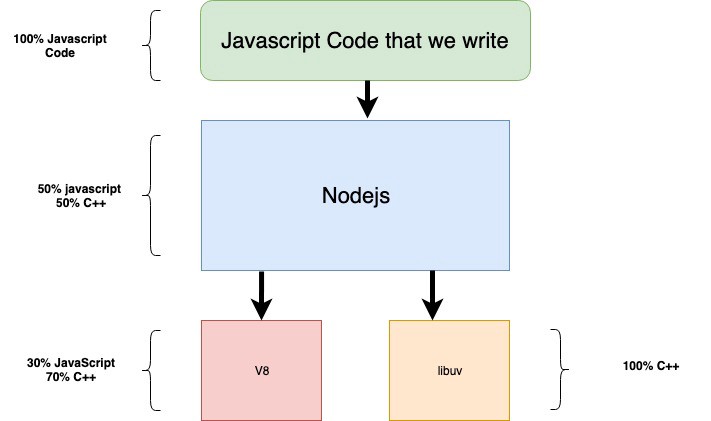 100% Javascript
Code
Javascript Code that we write
50% javascript
50% C++
Nodejs
30% JavaScript
70% C++
V8
libuv
100% C++